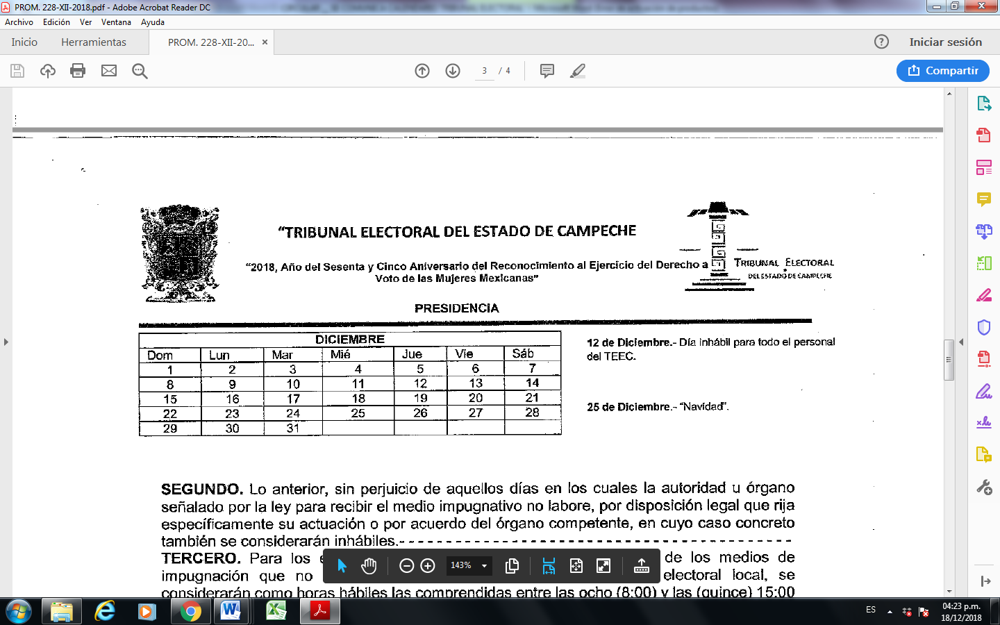 PROM. 228-XII-2018.pdf - Adobe Acrobat Reader DC
Archivo Edición Ver Ventana Ayuda
Inicio Herramientas PROM. 228-XII-20... × Iniciar sesión
3 / 4 Compartir
"TRIBUNAL ELECTORAL DEL ESTADO DE CAMPECHE
"2018, Año del Sesenta y Cinco Aniversario del Reconocimiento al Ejercicio del Derecho a
Voto de las Mujeres Mexicanas"
TRIBUNAL ELECTORAL
DEL ESTADO DE CAMPECHE
PRESIDENCIA
DICIEMBRE
Dom Lun Mar Mié Jue Vie Sáb
1 2 3 4 5 6 7
8 9 10 11 12 13 14
15 16 17 18 19 20 21
22 23 24 25 26 27 28
29 30 31
12 de Diciembre.- Día inhábil para todo el personal
del TEEC.
25 de Diciembre.- "Navidad".
SEGUNDO. Lo anterior, sin perjuicio de aquellos días en los cuales la autoridad u órgano
señalado por la ley para recibir el medio impugnativo no labore, por disposición legal que rija
específicamente su actuación o por acuerdo del órgano competente, en cuyo caso concreto
también se considerarán inhábiles.- - - - - - - - - - - - - - - - - - - - - - - - - - - - - - - - - - - - - - - -
TERCERO. Para los de los medios de
impugnación que no electoral local, se
considerarán como horas hábiles las comprendidas entre las ocho (8:00) y las (quince) 15:00
143%
ES 04:23 p.m.
18/12/2018